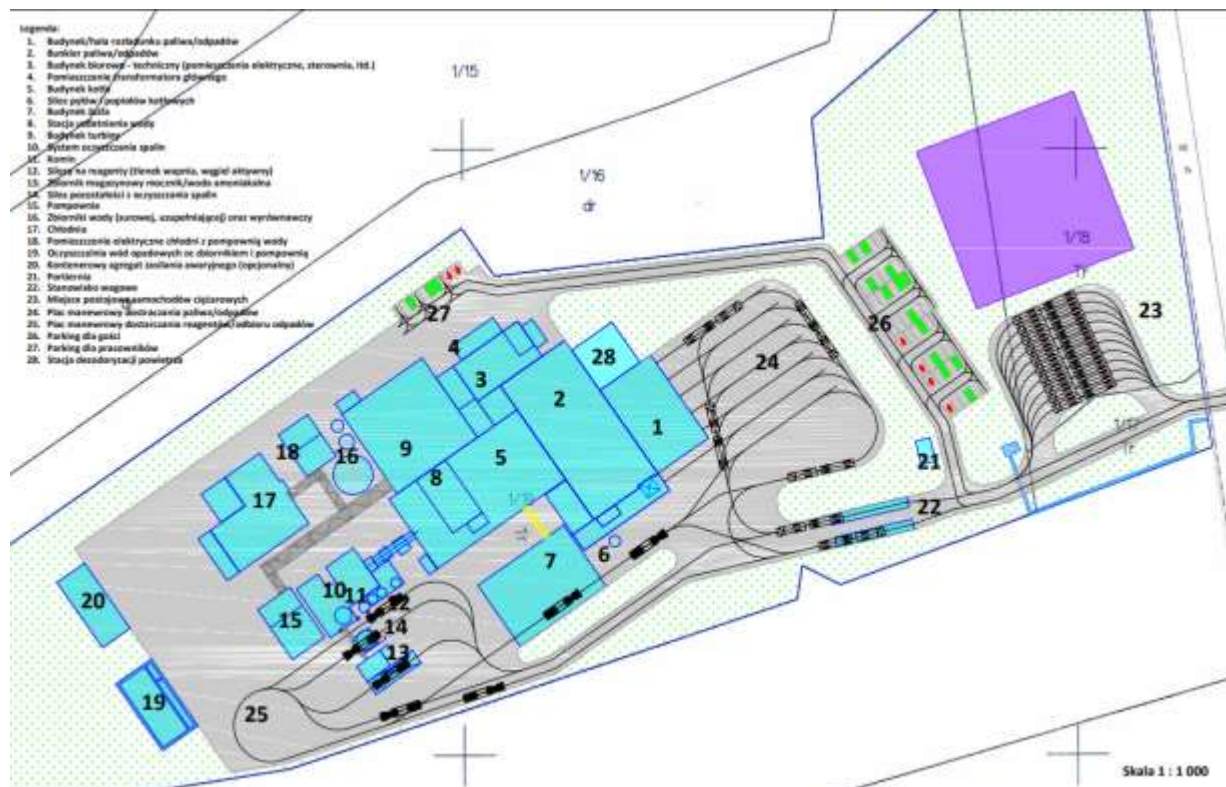 Legenda:
1. Budynek/hala rozładunku paliwa/odpadów
2. Bunkier paliwa/odpadów
3. Budynek biurowo - techniczny (pomieszczenia elektryczne, sterownia, itd.)
4. Pomieszczenie transformatora głównego
5. Budynek kotła
6. Silos pyłów i popiołów kotłowych
7. Budynek żużla
8. Stacja uzdatnienia wody
9. Budynek turbiny
10. System oczyszczania spalin
11. Komin
12. Silosy na reagenty (tlenek wapnia, węgiel aktywny)
13. Zbiornik magazynowy mocznik/woda amoniakalna
14. Silos pozostałości z oczyszczania spalin
15. Pompownia
16. Zbiorniki wody (surowej, uzupełniającej) oraz wyrównawczy
17. Chłodnia
18. Pomieszczenie elektryczne chłodni z pompownią wody
19. Oczyszczalnia wód opadowych ze zbiornikiem i pompownią
20. Kontenerowy agregat zasilania awaryjnego (opcjonalny)
21. Portiernia
22. Stanowisko wagowe
23. Miejsce postojowe samochodów ciężarowych
24. Plac manewrowy dostarczania paliwa/odpadów
25. Plac manewrowy dostarczania reagentów/odbioru odpadów
26. Parking dla gości
27. Parking dla pracowników
28. Stacja dezodoryzacji powietrza
1/15
1/16
dr
1/18
23
27
26
4
28
24
3
2
1
9
5
18
16
8
21
17
22
7
6
10
11
12
20
15
14
13
19
25
Skala 1 : 1 000